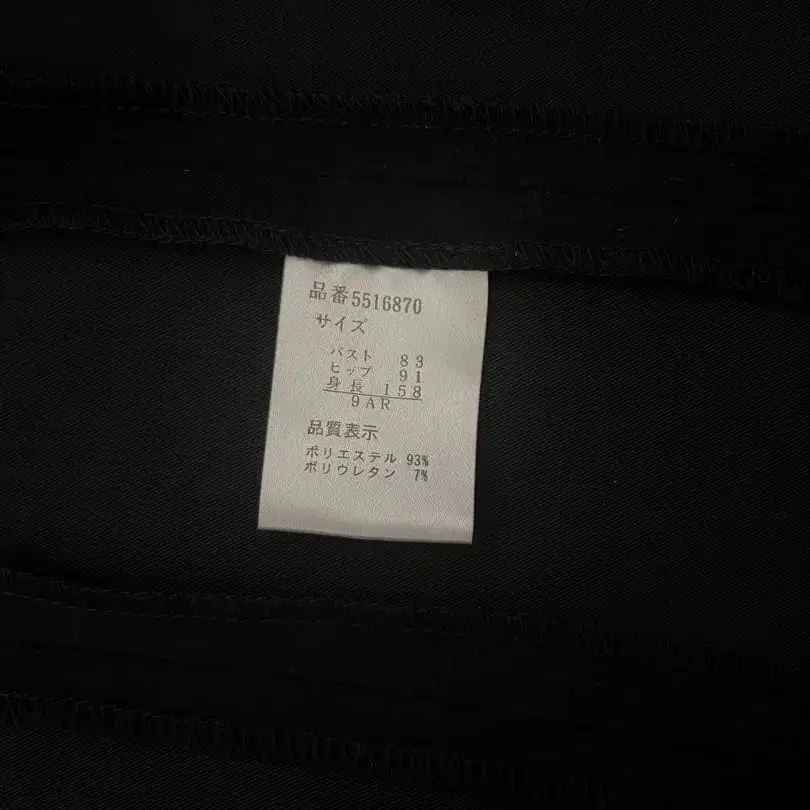 品番5516870
サイズ
バスト 83
ヒップ 91
身長 158
9AR
品質表示
ポリエステル 93%
ポリウレタン 7%